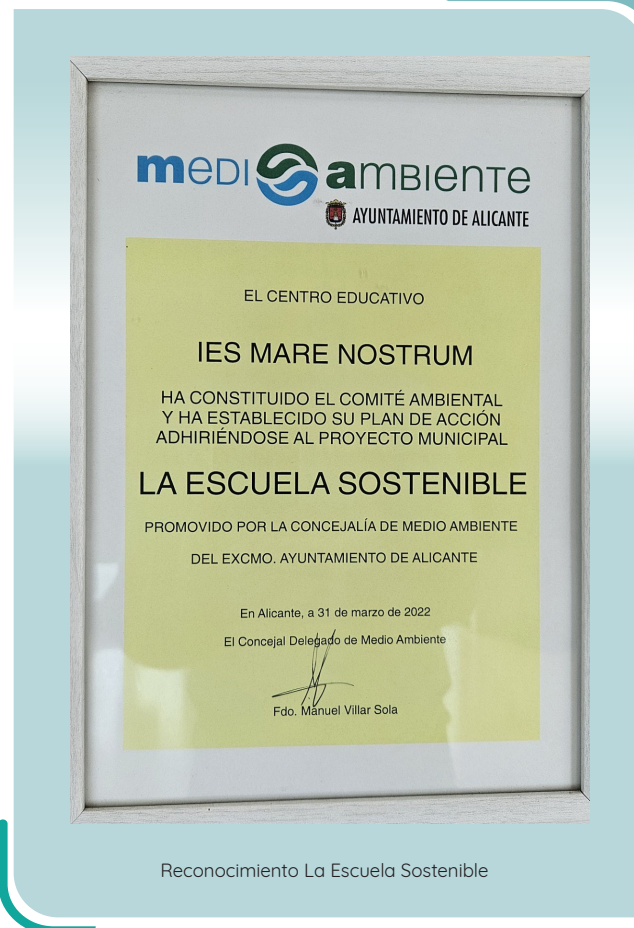 meDI ambIenTe
AYUNTAMIENTO DE ALICANTE
EL CENTRO EDUCATIVO
IES MARE NOSTRUM
HA CONSTITUIDO EL COMITÉ AMBIENTAL
Y HA ESTABLECIDO SU PLAN DE ACCIÓN
ADHIRIÉNDOSE AL PROYECTO MUNICIPAL
LA ESCUELA SOSTENIBLE
PROMOVIDO POR LA CONCEJALÍA DE MEDIO AMBIENTE
DEL EXCMO. AYUNTAMIENTO DE ALICANTE
En Alicante, a 31 de marzo de 2022
El Concejal Delegado de Medio Ambiente
Fdo. Manuel Villar Sola
Reconocimiento La Escuela Sostenible